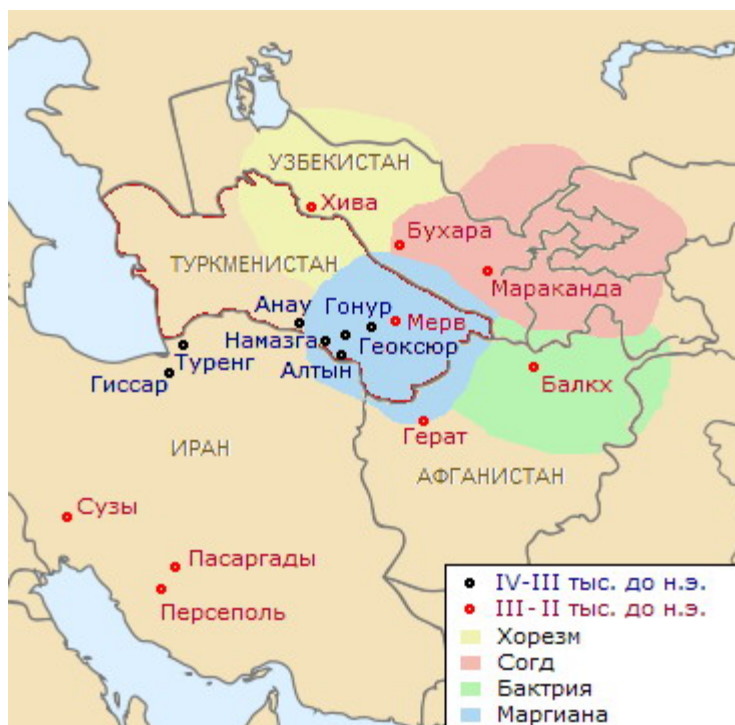 УЗБЕКИСТАН
Хива
Бухара
ТУРКМЕНИСТАН
Мараканда
Анау
Гонур
Мерв
Намазга
Геоксюр
Туренг
Алтын
Гиссар
Балкх
Герат
ИРАН
АФГАНИСТАН
Сузы
Пасаргады
Персеполь
IV-III тыс. до н.э.
III-II тыс. до н.э.
Хорезм
Согд
Бактрия
Маргиана